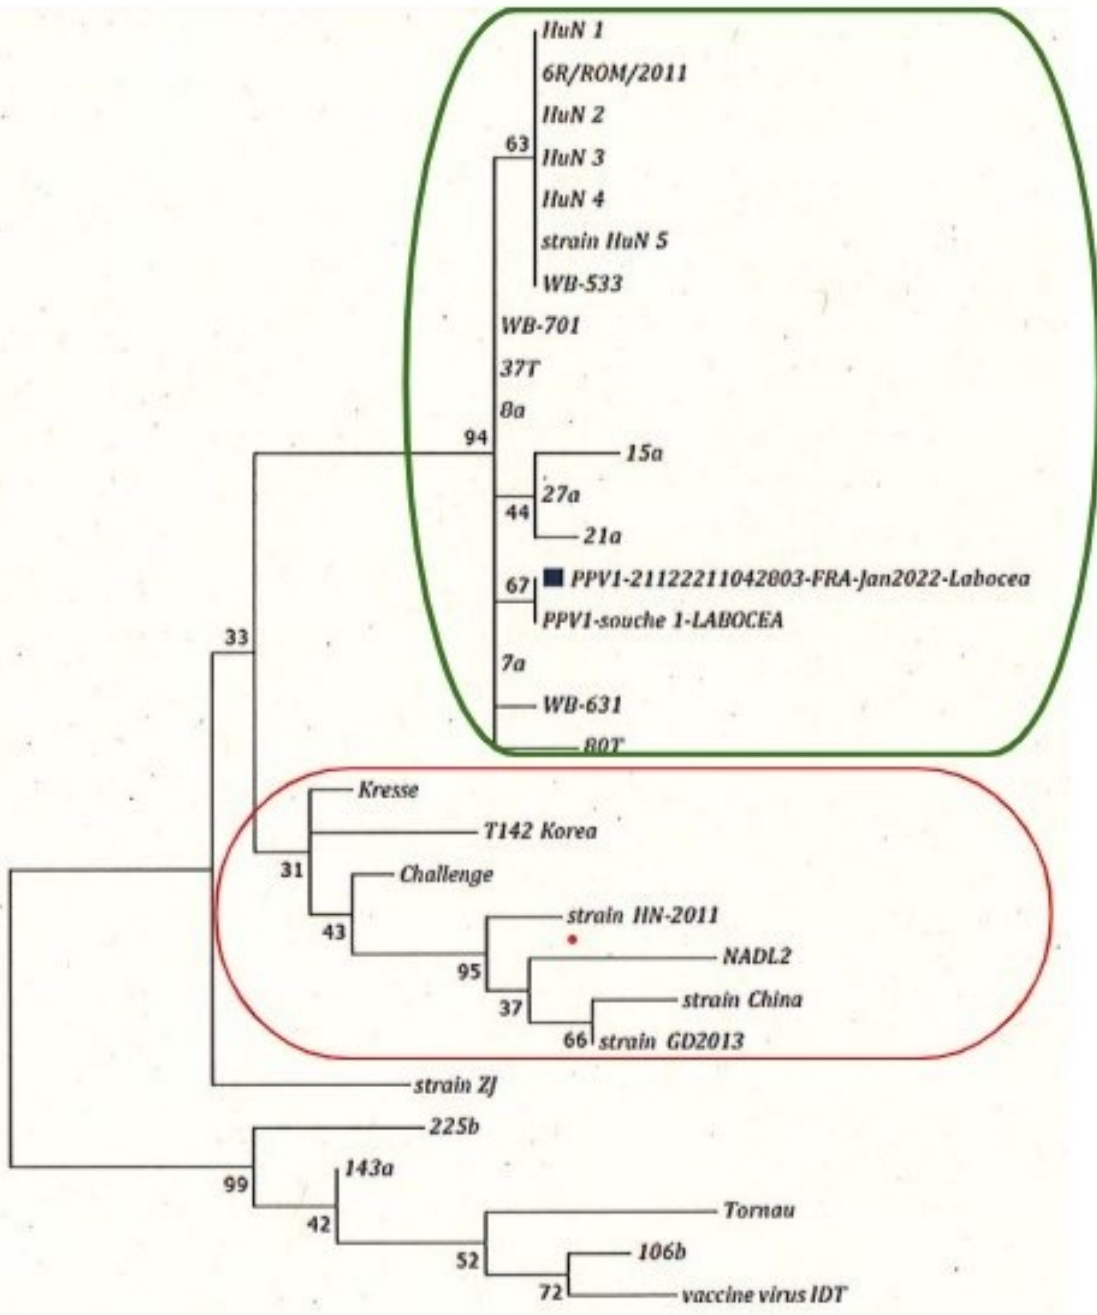 HuN 1
6R/ROM/2011
HuN 2
63
HuN 3
HuN 4
strain HuN 5
WB-533
WB-701
37T
8a
94
15a
27a
44
21a
PPV1-21122211042803-FRA-Jan2022-Labocea
67
PPV1-souche 1-LABOCEA
33
7a
WB-631
80T
Kresse
T142 Korea
31
Challenge
strain HN-2011
43
NADL2
95
strain China
37
66
strain GD2013
strain ZJ
225b
143a
99
Tornau
42
106b
52
vaccine virus IDT
72